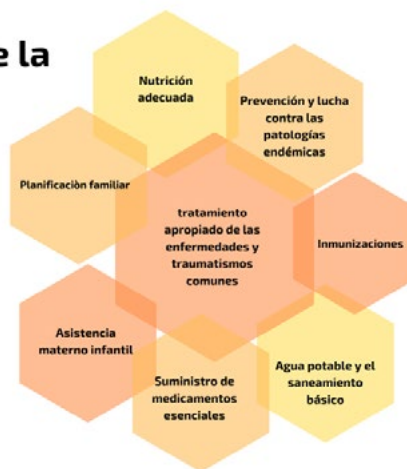 e la
Nutrición
adecuada
Prevención y lucha
contra las
patologías
endémicas
Planificaciòn familiar
tratamiento
apropiado de las
enfermedades y
traumatismos
comunes
Inmunizaciones
Asistencia
materno infantil
Suministro de
medicamentos
esenciales
Agua potable y el
saneamiento
básico